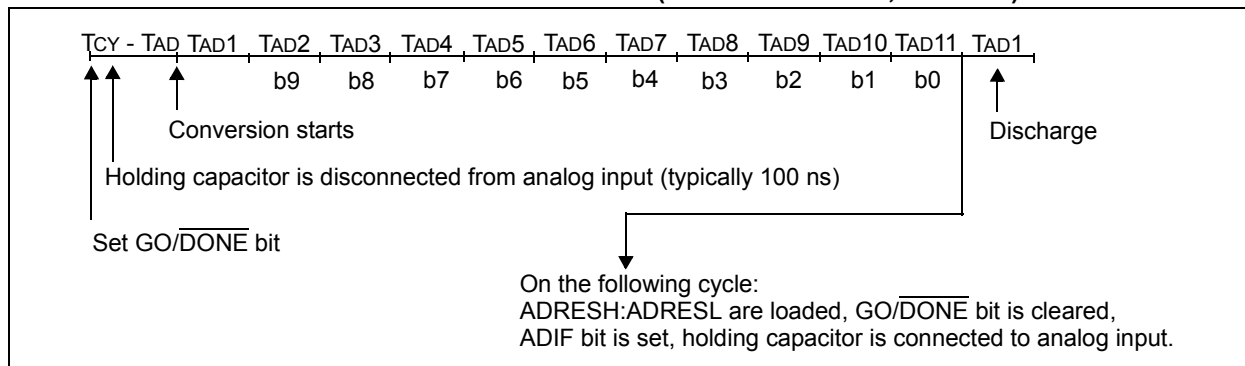 TCY - TAD TAD1 TAD2 TAD3 TAD4 TAD5 TAD6 TAD7 TAD8 TAD9 TAD10 TAD11 TAD1
b9 b8 b7 b6 b5 b4 b3 b2 b1 b0
Conversion starts
Discharge
Holding capacitor is disconnected from analog input (typically 100 ns)
Set GO/DONE bit
On the following cycle:
ADRESH:ADRESL are loaded, GO/DONE bit is cleared,
ADIF bit is set, holding capacitor is connected to analog input.